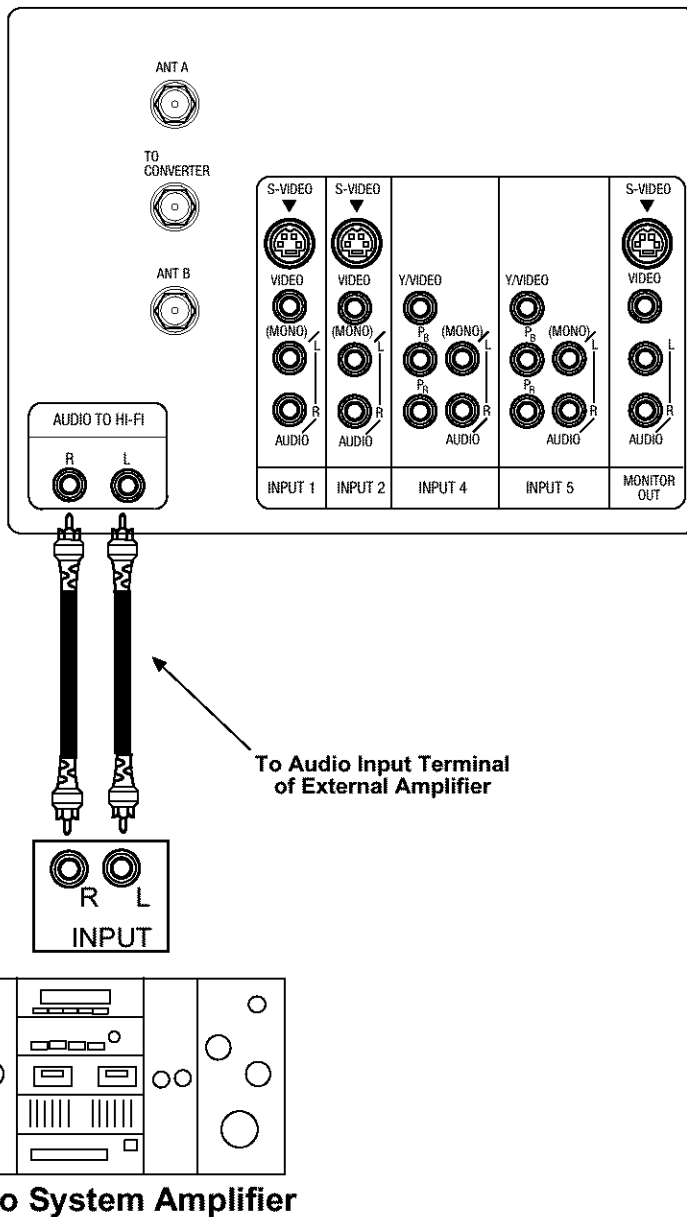 ANT A
TO
CONVERTER
ANT B
AUDIO TO HI-FI
R L
S-VIDEO
VIDEO
(MONO)
L
R
AUDIO
INPUT 1
S-VIDEO
VIDEO
(MONO)
L
R
AUDIO
INPUT 2
Y/VIDEO
PB (MONO)
L
PR
R
AUDIO
INPUT 4
Y/VIDEO
PB (MONO)
L
PR
R
AUDIO
INPUT 5
S-VIDEO
VIDEO
L
R
AUDIO
MONITOR
OUT
To Audio Input Terminal
of External Amplifier
R L
INPUT
o System Amplifier